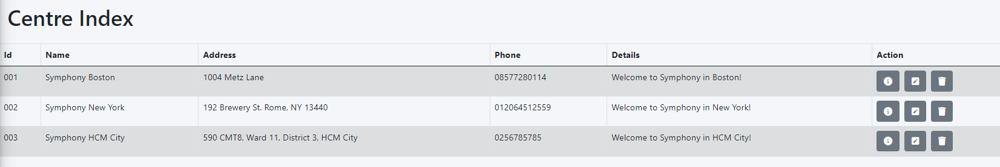 Centre Index
Id Name Address Phone Details Action
001 Symphony Boston 1004 Metz Lane 08577280114 Welcome to Symphony in Boston!
002 Symphony New York 192 Brewery St. Rome, NY 13440 012064512559 Welcome to Symphony in New York!
003 Symphony HCM City 590 CMT8, Ward 11, District 3, HCM City 0256785785 Welcome to Symphony in HCM City!